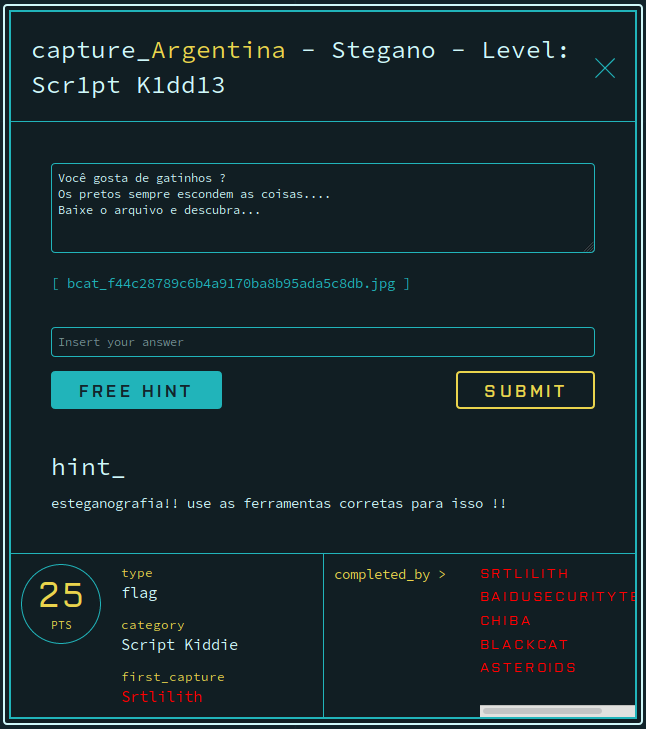 capture_Argentina - Stegano - Level:
Scr1pt K1dd13
Você gosta de gatinhos ?
Os pretos sempre escondem as coisas....
Baixe o arquivo e descubra...
[ bcat_f44c28789c6b4a9170ba8b95ada5c8db.jpg ]
Insert your answer
FREE HINT
SUBMIT
hint_
esteganografia!! use as ferramentas corretas para isso !!
25
PTS
type
flag
category
Script Kiddie
first_capture
Srtlilith
completed_by >
SRTLILITH
BAIDUSECURITYTE
CHIBA
BLACKCAT
ASTEROIDS